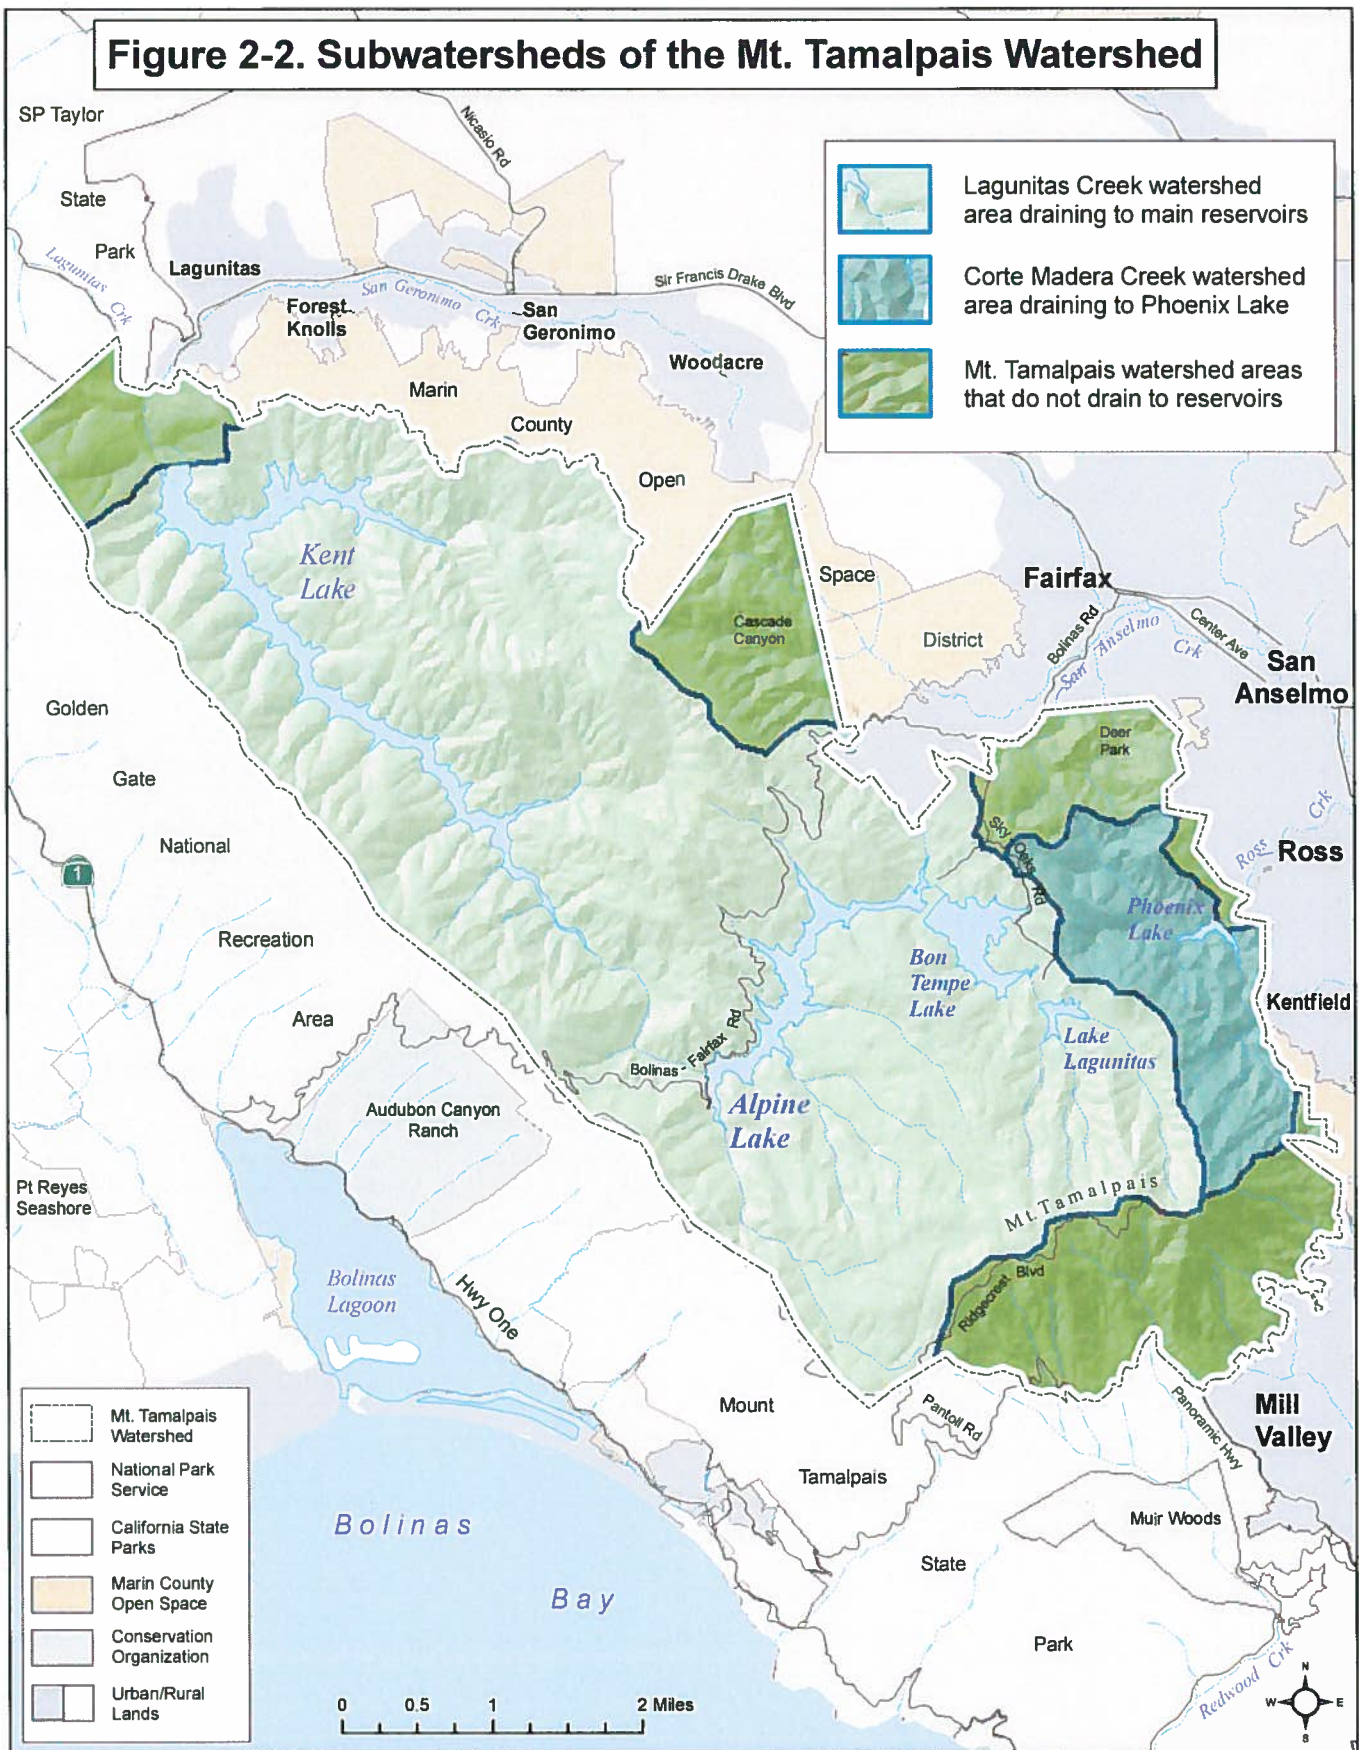 Figure 2-2. Subwatersheds of the Mt. Tamalpais Watershed
SP Taylor
State
Park
Lagunitas Crk
Lagunitas
Nicasio Rd
Forest
Knolls
San Geronimo Crk
San
Geronimo
Sir Francis Drake Blvd
Woodacre
Lagunitas Creek watershed
area draining to main reservoirs
Corte Madera Creek watershed
area draining to Phoenix Lake
Mt. Tamalpais watershed areas
that do not drain to reservoirs
Marin
County
Open
Space
District
Kent
Lake
Cascade
Canyon
Fairfax
Bolinas Rd
San Anselmo Crk
Center Ave
San
Anselmo
Deer
Park
Golden
Gate
National
Recreation
Area
1
Sky Oaks Rd
Ross Crk
Ross
Phoenix
Lake
Bon
Tempe
Lake
Kentfield
Lake
Lagunitas
Bolinas - Fairfax Rd
Alpine
Lake
Audubon Canyon
Ranch
Pt Reyes
Seashore
Mt. Tamalpais
Ridgecrest Blvd
Bolinas
Lagoon
Hwy One
Mount
Tamalpais
State
Park
Pantoll Rd
Panoramic Hwy
Mill
Valley
Muir Woods
Redwood Crk
Bolinas
Bay
Mt. Tamalpais
Watershed
National Park
Service
California State
Parks
Marin County
Open Space
Conservation
Organization
Urban/Rural
Lands
0 0.5 1 2 Miles
N
W E
S